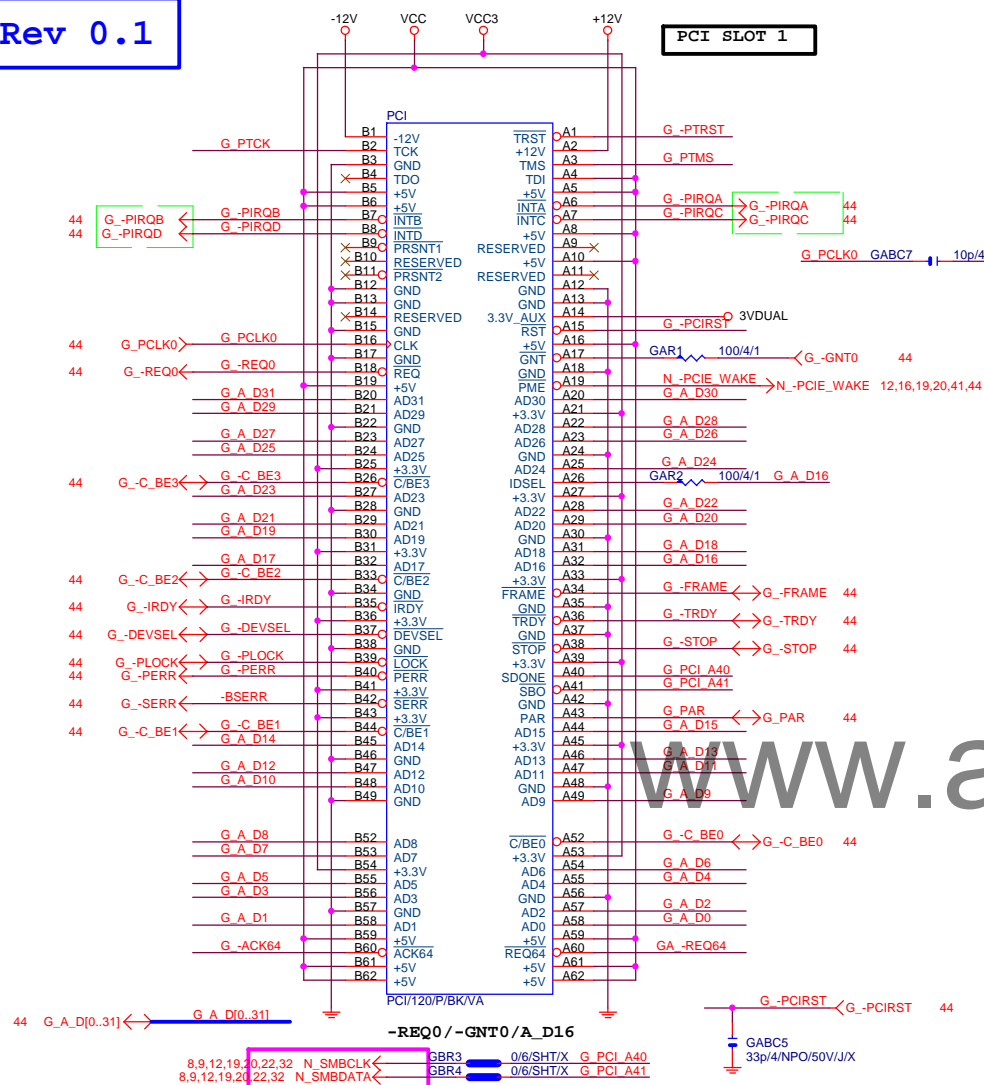 Rev 0.1
-12V VCC VCC3 +12V
PCI SLOT 1
PCI
B1 -12V TRST A1 G_-PTRST
G_PTCK B2 TCK +12V A2
B3 GND TMS A3 G_PTMS
B4 TDO TDI A4
B5 +5V +5V A5
B6 +5V INTA A6 G_-PIRQA G_-PIRQA 44
44 G_-PIRQB G_-PIRQB B7 INTB INTC A7 G_-PIRQC G_-PIRQC 44
44 G_-PIRQD G_-PIRQD B8 INTD +5V A8
B9 PRSNT1 RESERVED A9
B10 RESERVED +5V A10
G_PCLK0 GABC7 10p/4
B11 PRSNT2 RESERVED A11
B12 GND GND A12
B13 GND GND A13
B14 RESERVED 3.3V_AUX A14 3VDUAL
B15 GND RST A15 G_-PCIRST
44 G_PCLK0 G_PCLK0 B16 CLK +5V A16
B17 GND GNT A17 GAR1 100/4/1 G_-GNT0 44
44 G_-REQ0 G_-REQ0 B18 REQ GND A18
B19 +5V PME A19 N_-PCIE_WAKE N_-PCIE_WAKE 12,16,19,20,41,44
G_A_D31 B20 AD31 AD30 A20 G_A_D30
G_A_D29 B21 AD29 +3.3V A21
B22 GND AD28 A22 G_A_D28
G_A_D27 B23 AD27 AD26 A23 G_A_D26
G_A_D25 B24 AD25 GND A24
B25 +3.3V AD24 A25 G_A_D24
44 G_-C_BE3 G_-C_BE3 B26 C/BE3 IDSEL A26 GAR2 100/4/1 G_A_D16
G_A_D23 B27 AD23 +3.3V A27
B28 GND AD22 A28 G_A_D22
G_A_D21 B29 AD21 AD20 A29 G_A_D20
G_A_D19 B30 AD19 GND A30
B31 +3.3V AD18 A31 G_A_D18
G_A_D17 B32 AD17 AD16 A32 G_A_D16
44 G_-C_BE2 G_-C_BE2 B33 C/BE2 +3.3V A33
B34 GND FRAME A34 G_-FRAME G_-FRAME 44
44 G_-IRDY G_-IRDY B35 IRDY GND A35
B36 +3.3V TRDY A36 G_-TRDY G_-TRDY 44
44 G_-DEVSEL G_-DEVSEL B37 DEVSEL GND A37
B38 GND STOP A38 G_-STOP G_-STOP 44
44 G_-PLOCK G_-PLOCK B39 LOCK +3.3V A39
44 G_-PERR G_-PERR B40 PERR SDONE A40 G_PCI_A40
B41 +3.3V SBO A41 G_PCI_A41
44 G_-SERR -BSERR B42 SERR GND A42
B43 +3.3V PAR A43 G_PAR G_PAR 44
44 G_-C_BE1 G_-C_BE1 B44 C/BE1 AD15 A44 G_A_D15
G_A_D14 B45 AD14 +3.3V A45
B46 GND AD13 A46 G_A_D13
G_A_D12 B47 AD12 AD11 A47 G_A_D11
G_A_D10 B48 AD10 GND A48
B49 GND AD9 A49 G_A_D9
www.a
G_A_D8 B52 AD8 C/BE0 A52 G_-C_BE0 G_-C_BE0 44
G_A_D7 B53 AD7 +3.3V A53
B54 +3.3V AD6 A54 G_A_D6
G_A_D5 B55 AD5 AD4 A55 G_A_D4
G_A_D3 B56 AD3 GND A56
B57 GND AD2 A57 G_A_D2
G_A_D1 B58 AD1 AD0 A58 G_A_D0
B59 +5V +5V A59
G_-ACK64 B60 ACK64 REQ64 A60 GA_-REQ64
B61 +5V +5V A61
B62 +5V +5V A62
PCI/120/P/BK/VA
44 G_A_D[0..31] G_A_D[0..31]
G_-PCIRST G_-PCIRST 44
-REQ0/-GNT0/A_D16
GABC5
33p/4/NPO/50V/J/X
8,9,12,19,20,22,32 N_SMBCLK GBR3 0/6/SHT/X G_PCI_A40
8,9,12,19,20,22,32 N_SMBDATA GBR4 0/6/SHT/X G_PCI_A41